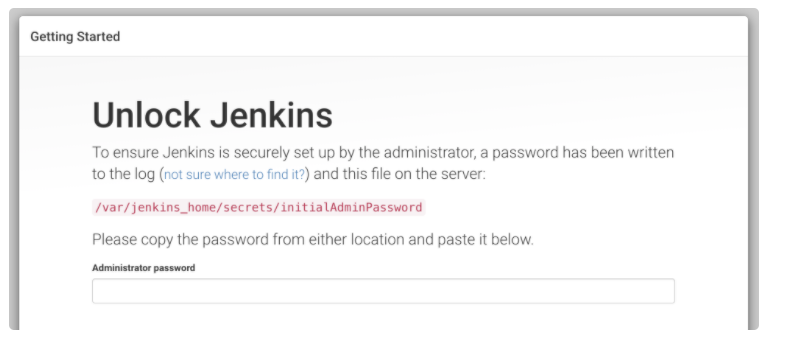 Getting Started
Unlock Jenkins
To ensure Jenkins is securely set up by the administrator, a password has been written
to the log (not sure where to find it?) and this file on the server:
/var/jenkins_home/secrets/initialAdminPassword
Please copy the password from either location and paste it below.
Administrator password